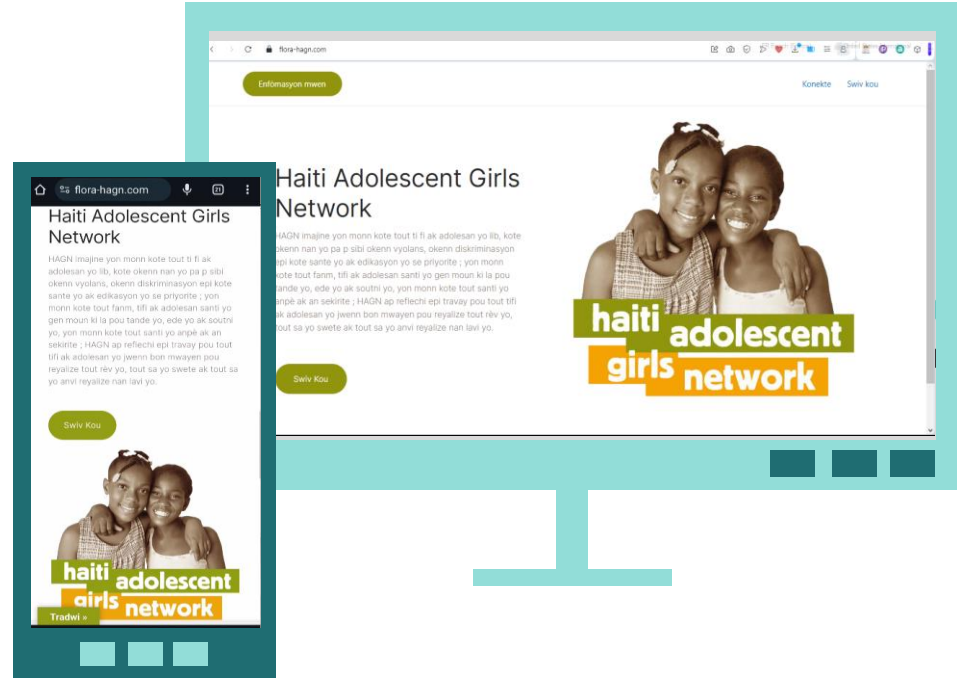 flora-hagn.com
Enfòmasyon mwen
Konekte
Swiv kou
Haiti Adolescent Girls
Network
HAGN imajine yon monn kote tout ti fi ak adolesan yo lib, kote
okenn nan yo pa p sibi okenn vyolans, okenn diskriminasyon
epi kote sante yo ak edikasyon yo se priyorite ; yon monn
kote tout fanm, tifi ak adolesan santi yo gen moun ki la pou
tande yo, ede yo ak soutni yo, yon monn kote tout santi yo
anpè ak an sekirite ; HAGN ap reflechi epi travay pou tout tifi
ak adolesan yo jwenn bon mwayen pou reyalize tout rèv yo,
tout sa yo swete ak tout sa yo anvi reyalize nan lavi yo.
Swiv Kou
haiti
adolescent
girls
network
flora-hagn.com
21
Haiti Adolescent Girls
Network
HAGN imajine yon monn kote tout ti fi ak
adolesan yo lib, kote okenn nan yo pa p sibi
okenn vyolans, okenn diskriminasyon epi kote
sante yo ak edikasyon yo se priyorite ; yon
monn kote tout fanm, tifi ak adolesan santi yo
gen moun ki la pou tande yo, ede yo ak soutni
yo, yon monn kote tout santi yo anpè ak an
sekirite ; HAGN ap reflechi epi travay pou tout
tifi ak adolesan yo jwenn bon mwayen pou
reyalize tout rèv yo, tout sa yo swete ak tout sa
yo anvi reyalize nan lavi yo.
Swiv Kou
haiti
adolescent
girls
network
Tradwi »